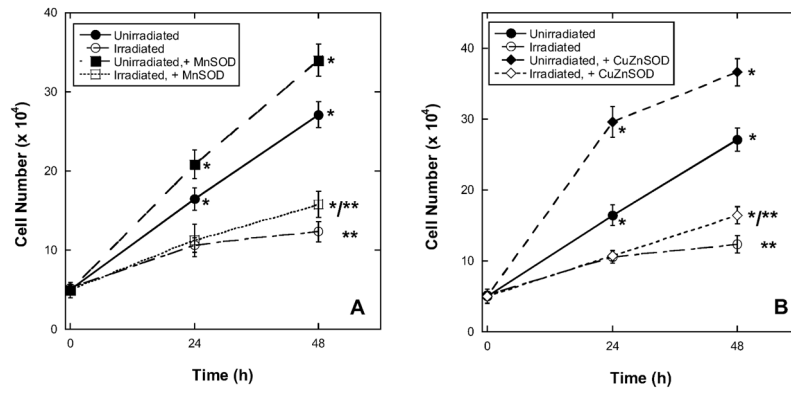 40
30
20
10
0
Cell Number (x 10⁴)
Unirradiated
Irradiated
Unirradiated,+ MnSOD
Irradiated, + MnSOD
*
*
*
*
*/**
**
A
0
24
48
Time (h)
40
30
20
10
0
Cell Number (x 10⁴)
Unirradiated
Irradiated
Unirradiated, + CuZnSOD
Irradiated, + CuZnSOD
*
*
*
*
*/**
**
B
0
24
48
Time (h)